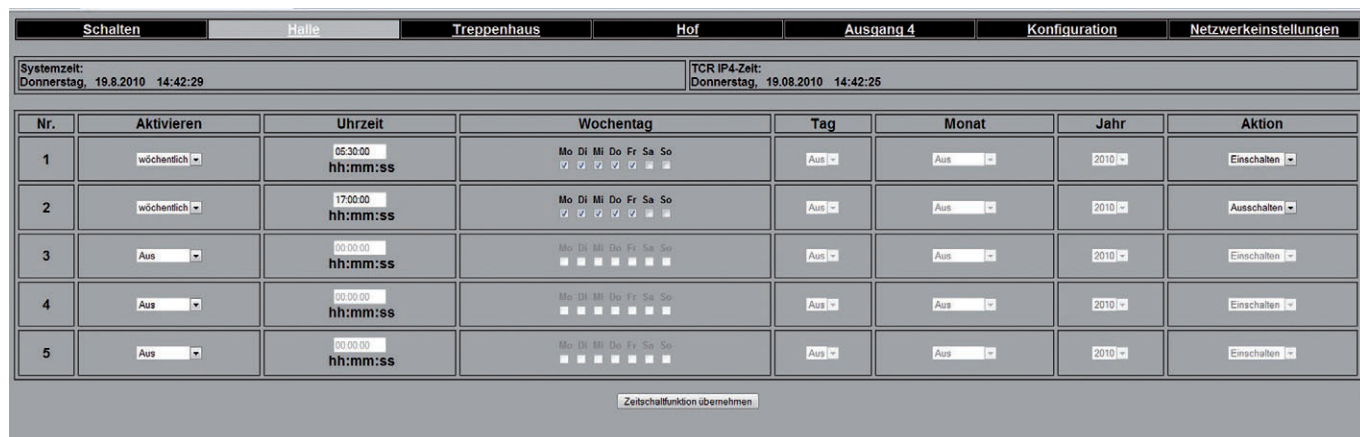 Schalten Halle Treppenhaus Hof Ausgang 4 Konfiguration Netzwerkeinstellungen
Systemzeit: TCR IP4-Zeit:
Donnerstag, 19.8.2010 14:42:29 Donnerstag, 19.08.2010 14:42:25
Nr. Aktivieren Uhrzeit Wochentag Tag Monat Jahr Aktion
1 wöchentlich 05:30:00 Mo Di Mi Do Fr Sa So Aus Aus 2010 Einschalten
hh:mm:ss
2 wöchentlich 17:00:00 Mo Di Mi Do Fr Sa So Aus Aus 2010 Ausschalten
hh:mm:ss
3 Aus 00:00:00 Mo Di Mi Do Fr Sa So Aus Aus 2010 Einschalten
hh:mm:ss
4 Aus 00:00:00 Mo Di Mi Do Fr Sa So Aus Aus 2010 Einschalten
hh:mm:ss
5 Aus 00:00:00 Mo Di Mi Do Fr Sa So Aus Aus 2010 Einschalten
hh:mm:ss
Zeitschaltfunktion übernehmen